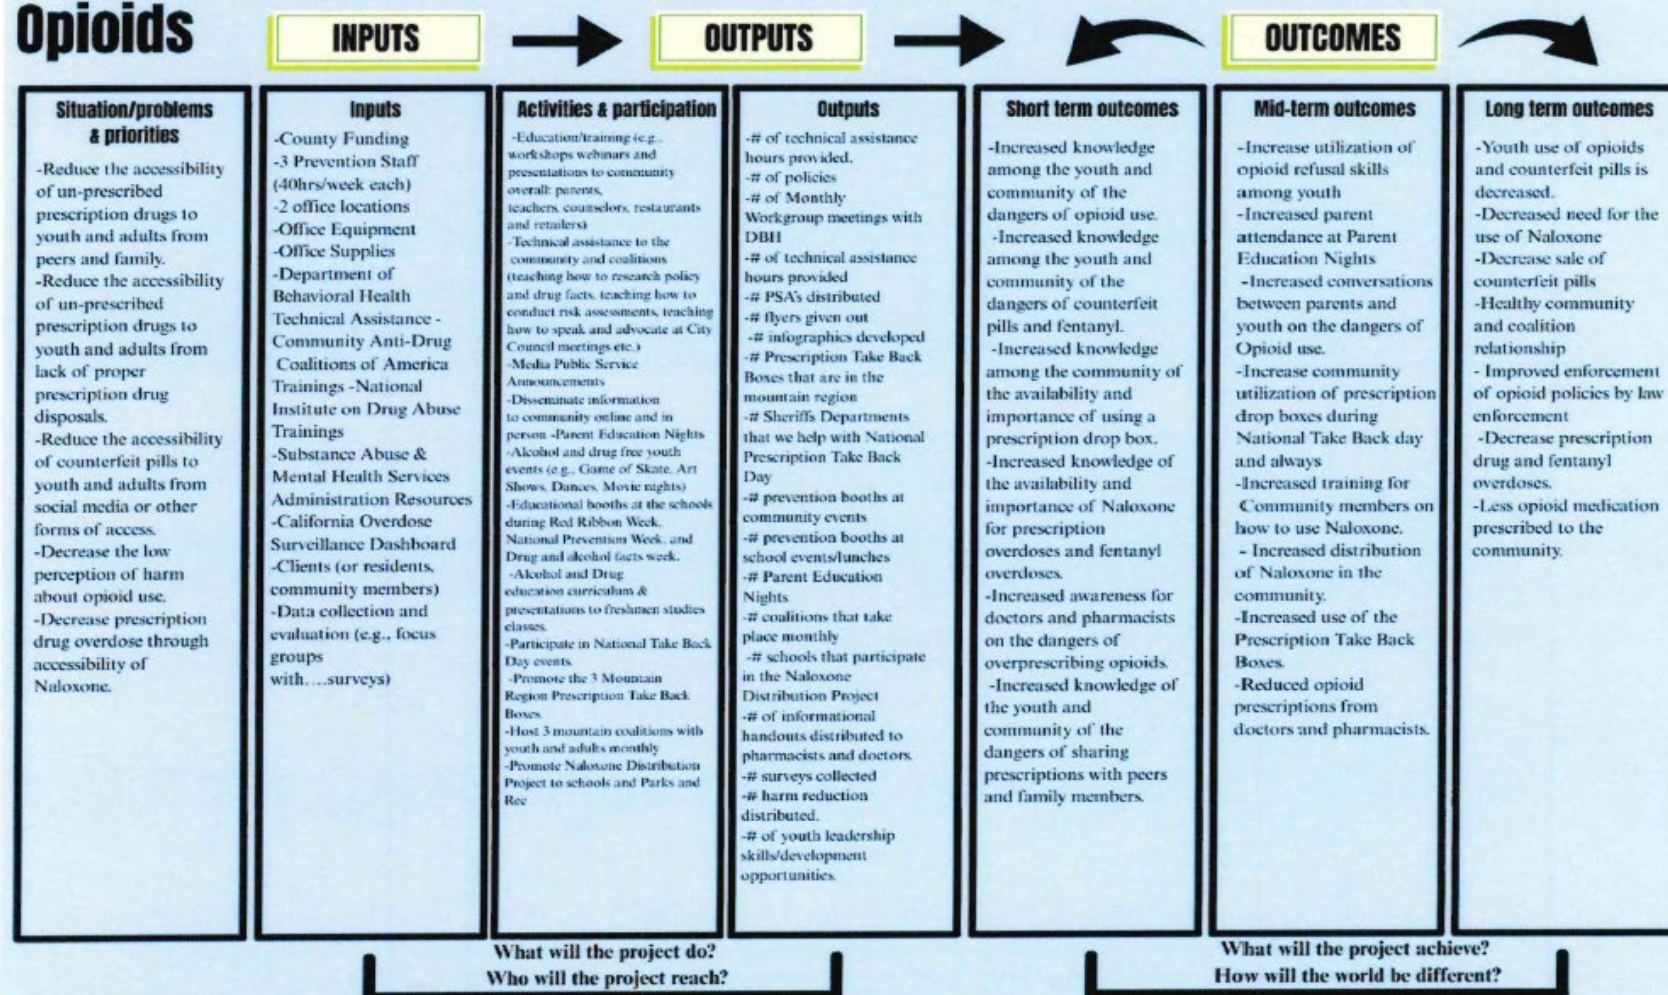 Opioids
INPUTS
OUTPUTS
OUTCOMES
Situation/problems
& priorities
-Reduce the accessibility
of un-prescribed
prescription drugs to
youth and adults from
peers and family.
-Reduce the accessibility
of un-prescribed
prescription drugs to
youth and adults from
lack of proper
prescription drug
disposals.
-Reduce the accessibility
of counterfeit pills to
youth and adults from
social media or other
forms of access.
-Decrease the low
perception of harm
about opioid use.
-Decrease prescription
drug overdose through
accessibility of
Naloxone.
Inputs
-County Funding
-3 Prevention Staff
(40hrs/week each)
-2 office locations
-Office Equipment
-Office Supplies
-Department of
Behavioral Health
Technical Assistance -
Community Anti-Drug
Coalitions of America
Trainings -National
Institute on Drug Abuse
Trainings
-Substance Abuse &
Mental Health Services
Administration Resources
-California Overdose
Surveillance Dashboard
-Clients (or residents,
community members)
-Data collection and
evaluation (e.g., focus
groups
with....surveys)
Activities & participation
-Education/training (e.g..
workshops webinars and
presentations to community
overall: parents,
teachers, counselors, restaurants
and retailers)
-Technical assistance to the
community and coalitions
(teaching how to research policy
and drug facts, teaching how to
conduct risk assessments, teaching
how to speak and advocate at City
Council meetings etc.)
-Media Public Service
Announcements
-Disseminate information
to community online and in
person -Parent Education Nights
-Alcohol and drug free youth
events (e.g., Game of Skate, Art
Shows, Dances, Movie nights)
-Educational booths at the schools
during Red Ribbon Week,
National Prevention Week, and
Drug and alcohol facts week.
-Alcohol and Drug
education curriculum &
presentations to freshmen studies
classes.
-Participate in National Take Back
Day events
-Promote the 3 Mountain
Region Prescription Take Back
Boxes
-Host 3 mountain coalitions with
youth and adults monthly
-Promote Naloxone Distribution
Project to schools and Parks and
Rec
Outputs
-# of technical assistance
hours provided.
-# of policies
-# of Monthly
Workgroup meetings with
DBH
-# of technical assistance
hours provided
-# PSA's distributed
-# flyers given out
-# infographics developed
-# Prescription Take Back
Boxes that are in the
mountain region
-# Sheriffs Departments
that we help with National
Prescription Take Back
Day
-# prevention booths at
community events
-# prevention booths at
school events/lunches
-# Parent Education
Nights
-# coalitions that take
place monthly
-# schools that participate
in the Naloxone
Distribution Project
-# of informational
handouts distributed to
pharmacists and doctors.
-# surveys collected
-# harm reduction
distributed.
-# of youth leadership
skills/development
opportunities.
Short term outcomes
-Increased knowledge
among the youth and
community of the
dangers of opioid use.
-Increased knowledge
among the youth and
community of the
dangers of counterfeit
pills and fentanyl.
-Increased knowledge
among the community of
the availability and
importance of using a
prescription drop box.
-Increased knowledge of
the availability and
importance of Naloxone
for prescription
overdoses and fentanyl
overdoses.
-Increased awareness for
doctors and pharmacists
on the dangers of
overprescribing opioids.
-Increased knowledge of
the youth and
community of the
dangers of sharing
prescriptions with peers
and family members.
Mid-term outcomes
-Increase utilization of
opioid refusal skills
among youth
-Increased parent
attendance at Parent
Education Nights
-Increased conversations
between parents and
youth on the dangers of
Opioid use.
-Increase community
utilization of prescription
drop boxes during
National Take Back day
and always
-Increased training for
Community members on
how to use Naloxone.
- Increased distribution
of Naloxone in the
community.
-Increased use of the
Prescription Take Back
Boxes.
-Reduced opioid
prescriptions from
doctors and pharmacists.
Long term outcomes
-Youth use of opioids
and counterfeit pills is
decreased.
-Decreased need for the
use of Naloxone
-Decrease sale of
counterfeit pills
-Healthy community
and coalition
relationship
- Improved enforcement
of opioid policies by law
enforcement
-Decrease prescription
drug and fentanyl
overdoses.
-Less opioid medication
prescribed to the
community.
What will the project do?
Who will the project reach?
What will the project achieve?
How will the world be different?